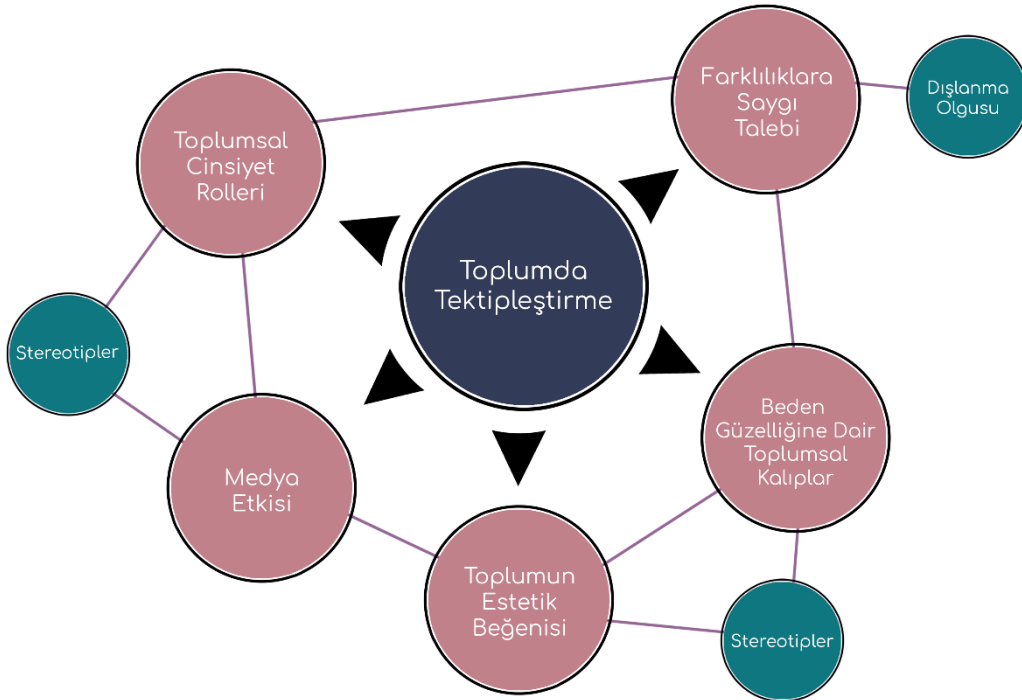 Farklılıklara
Saygı
Talebi
Dışlanma
Olgusu
Toplumsal
Cinsiyet
Rolleri
Toplumda
Tektipleştirme
Stereotipler
Beden
Güzelliğine Dair
Toplumsal
Kalıplar
Medya
Etkisi
Toplumun
Estetik
Beğenisi
Stereotipler